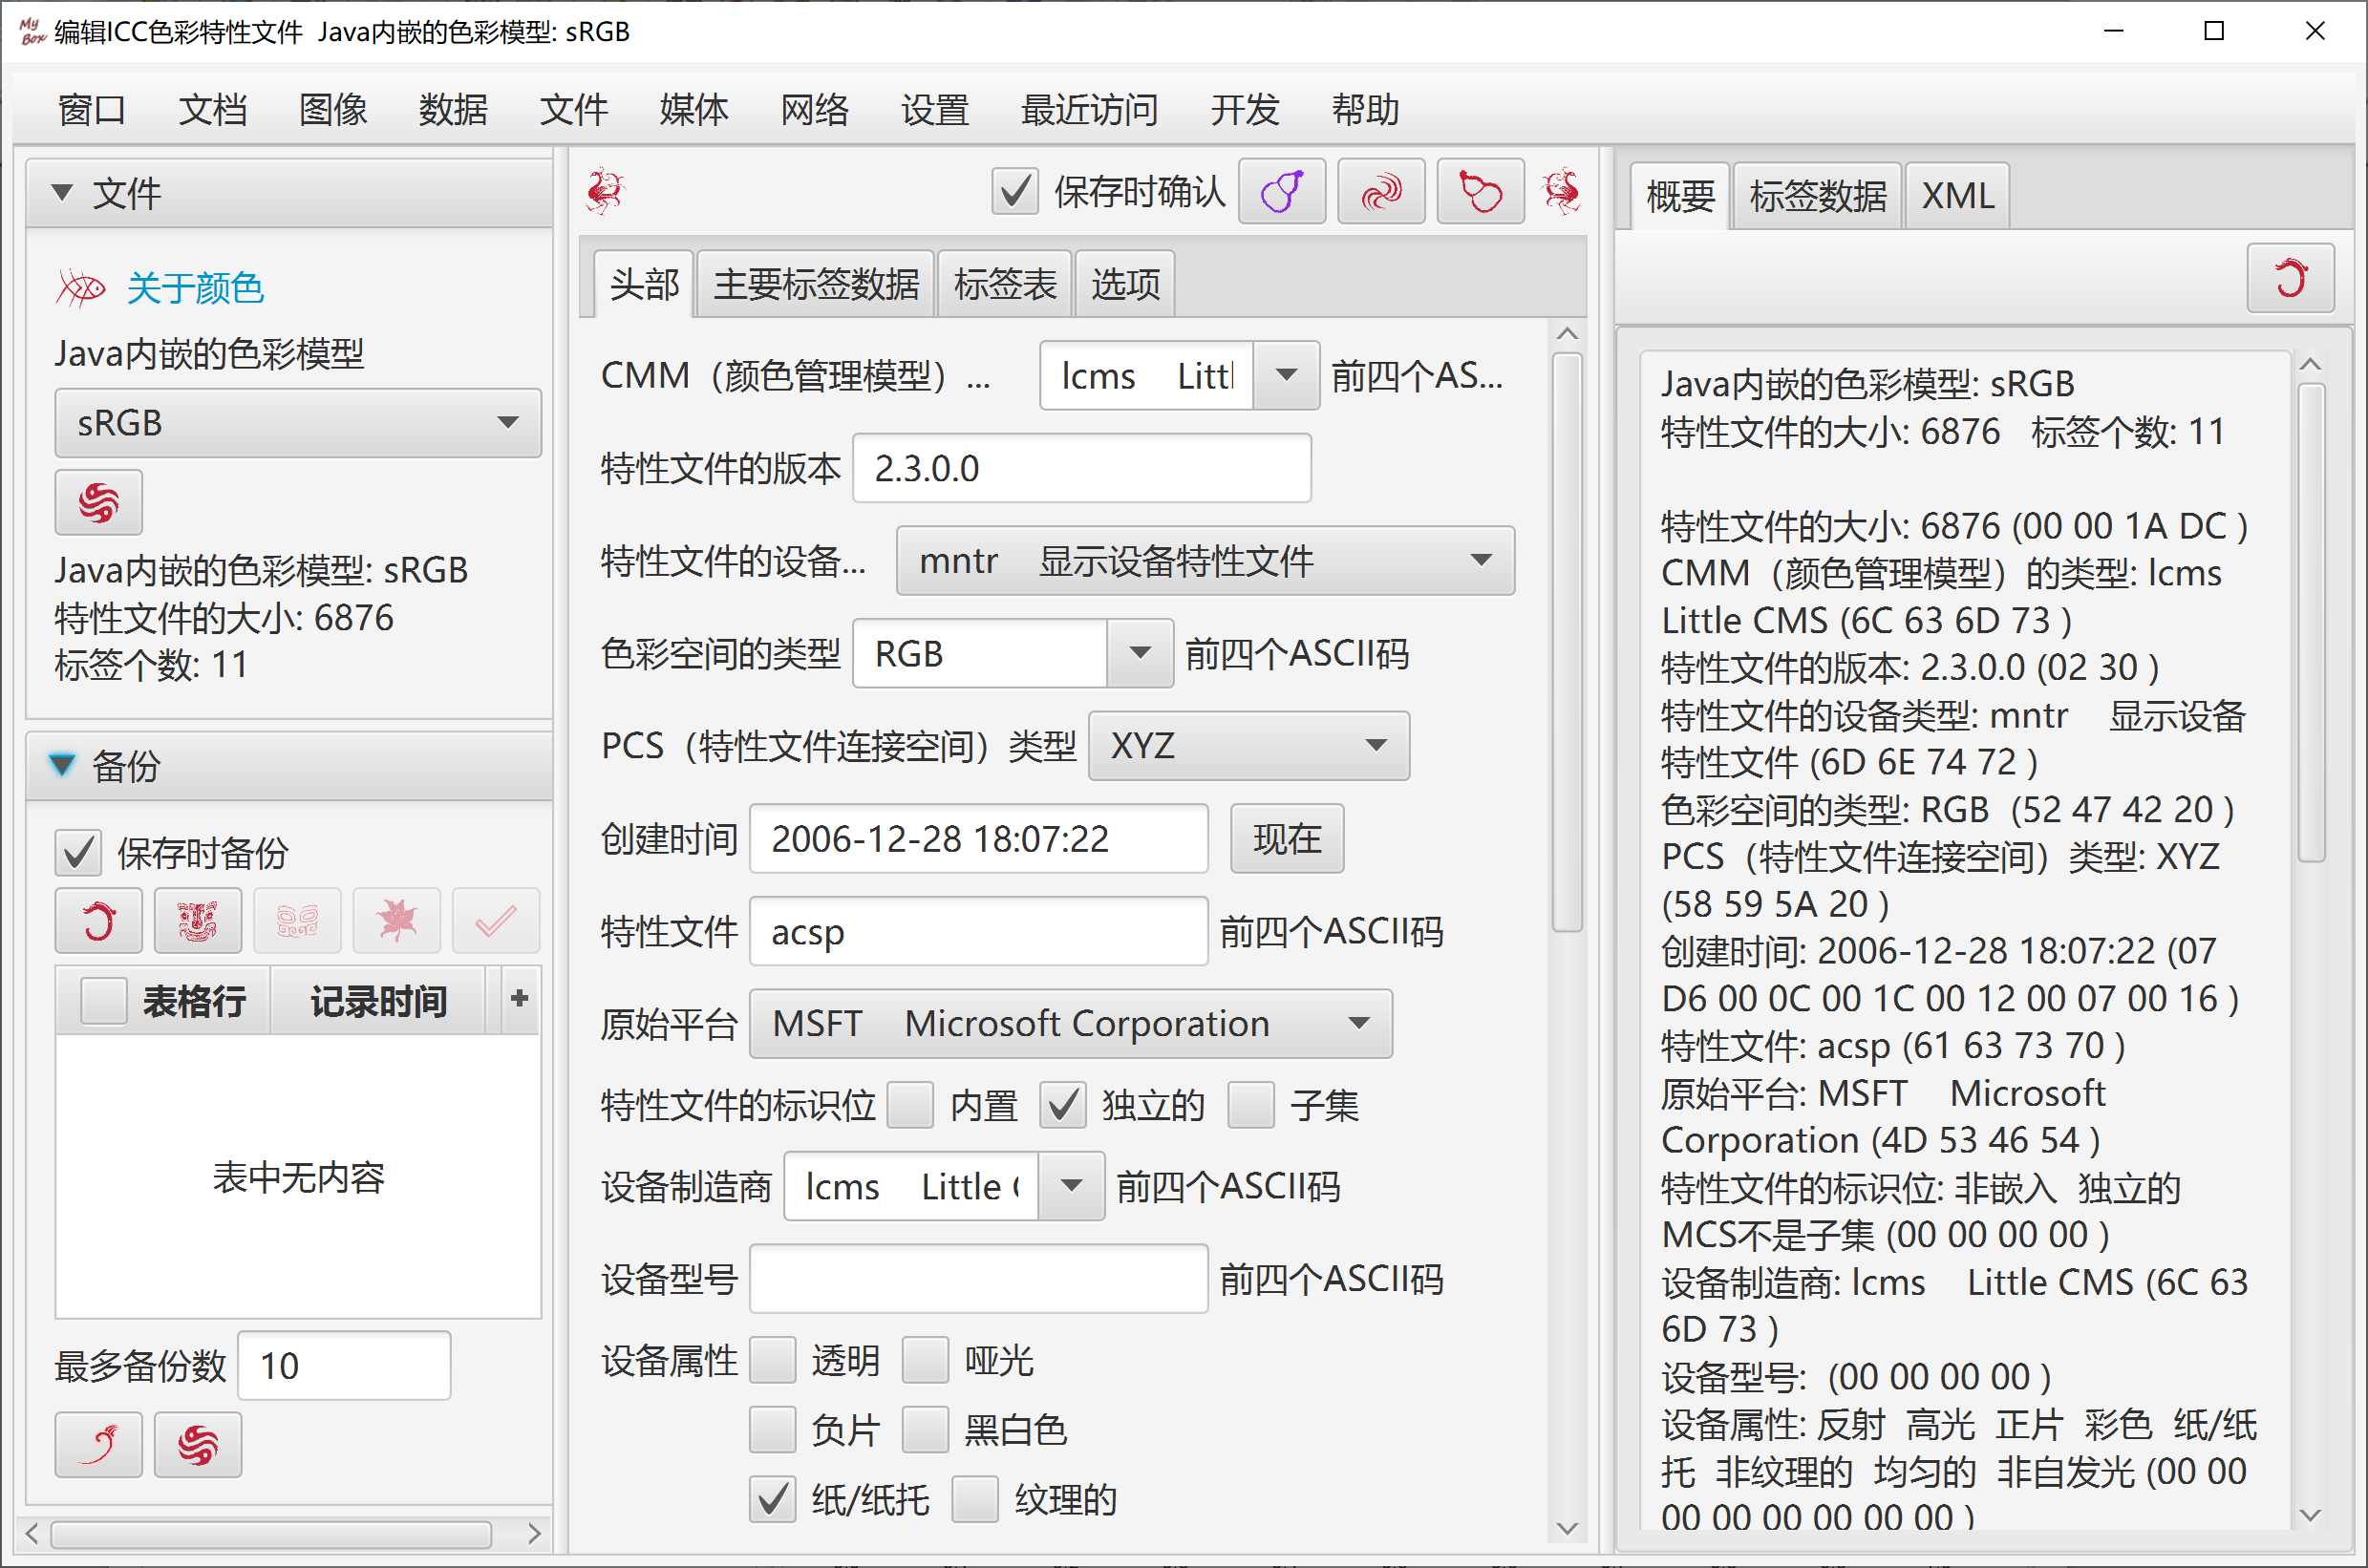 My Box 编辑ICC色彩特性文件 Java内嵌的色彩模型: sRGB
窗口 文档 图像 数据 文件 媒体 网络 设置 最近访问 开发 帮助
文件
关于颜色
Java内嵌的色彩模型
sRGB
Java内嵌的色彩模型: sRGB
特性文件的大小: 6876
标签个数: 11
备份
保存时备份
表格行 记录时间 +
表中无内容
最多备份数 10
保存时确认
头部 主要标签数据 标签表 选项
CMM（颜色管理模型）... lcms Littl 前四个AS...
特性文件的版本 2.3.0.0
特性文件的设备... mntr 显示设备特性文件
色彩空间的类型 RGB 前四个ASCII码
PCS（特性文件连接空间）类型 XYZ
创建时间 2006-12-28 18:07:22 现在
特性文件 acsp 前四个ASCII码
原始平台 MSFT Microsoft Corporation
特性文件的标识位 内置 独立的 子集
设备制造商 lcms Little 前四个ASCII码
设备型号 前四个ASCII码
设备属性 透明 哑光
负片 黑白色
纸/纸托 纹理的
概要 标签数据 XML
Java内嵌的色彩模型: sRGB
特性文件的大小: 6876 标签个数: 11
特性文件的大小: 6876 (00 00 1A DC )
CMM（颜色管理模型）的类型: lcms
Little CMS (6C 63 6D 73 )
特性文件的版本: 2.3.0.0 (02 30 )
特性文件的设备类型: mntr 显示设备
特性文件 (6D 6E 74 72 )
色彩空间的类型: RGB (52 47 42 20 )
PCS（特性文件连接空间）类型: XYZ
(58 59 5A 20 )
创建时间: 2006-12-28 18:07:22 (07
D6 00 0C 00 1C 00 12 00 07 00 16 )
特性文件: acsp (61 63 73 70 )
原始平台: MSFT Microsoft
Corporation (4D 53 46 54 )
特性文件的标识位: 非嵌入 独立的
MCS不是子集 (00 00 00 00 )
设备制造商: lcms Little CMS (6C 63
6D 73 )
设备型号: (00 00 00 00 )
设备属性: 反射 高光 正片 彩色 纸/纸
托 非纹理的 均匀的 非自发光 (00 00
00 00 00 00 00 00 )